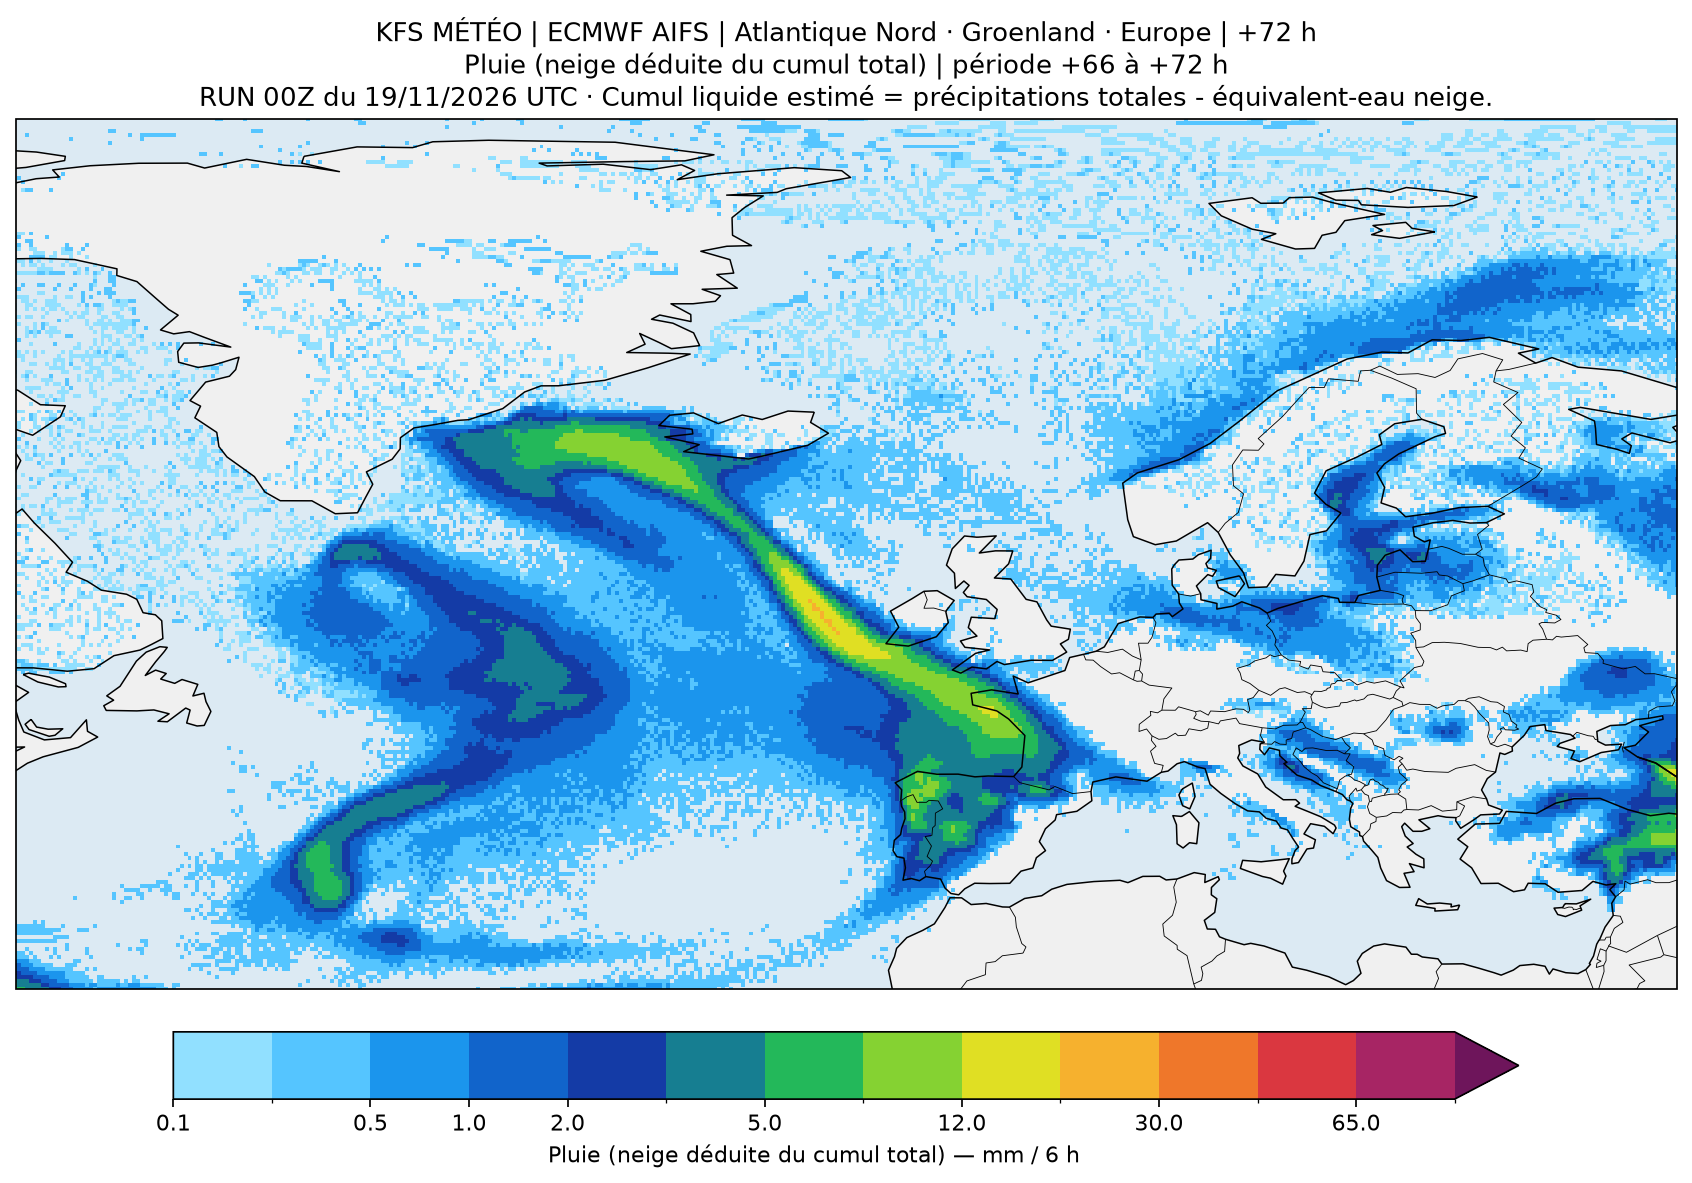 KFS MÉTÉO | ECMWF AIFS | Atlantique Nord · Groenland · Europe | +72 h
Pluie (neige déduite du cumul total) | période +66 à +72 h
RUN 00Z du 19/11/2026 UTC · Cumul liquide estimé = précipitations totales - équivalent-eau neige.
0.1 0.5 1.0 2.0 5.0 12.0 30.0 65.0
Pluie (neige déduite du cumul total) — mm / 6 h